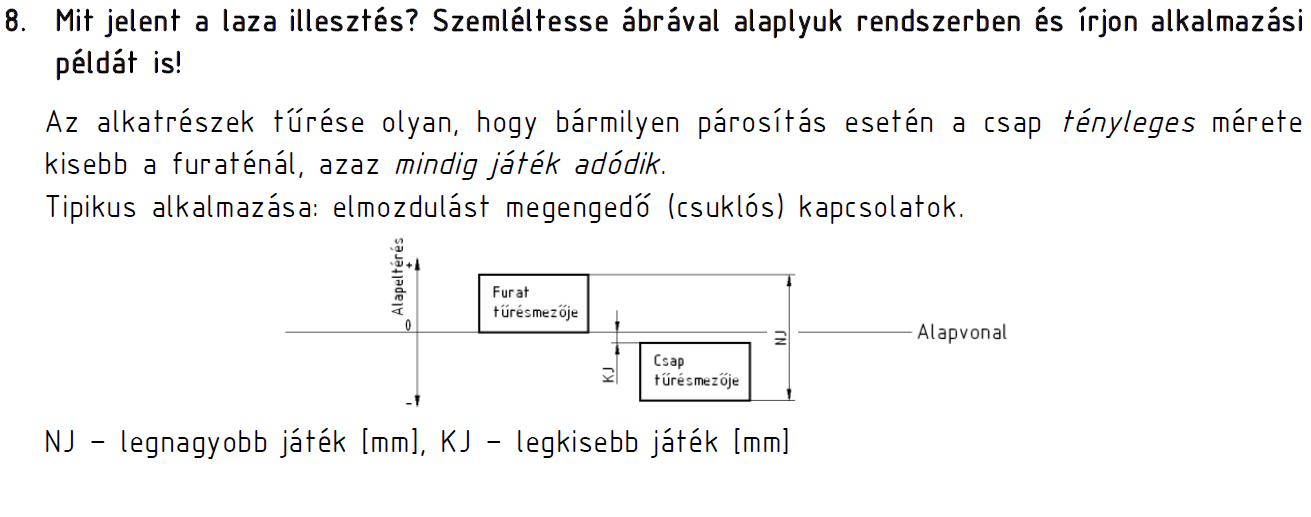 8. Mit jelent a laza illesztés? Szemléltesse ábrával alaplyuk rendszerben és írjon alkalmazási
példát is!
Az alkatrészek tűrése olyan, hogy bármilyen párosítás esetén a csap tényleges mérete
kisebb a furaténál, azaz mindig játék adódik.
Tipikus alkalmazása: elmozdulást megengedő (csuklós) kapcsolatok.
Alapeltérés
+
0
-
Furat
tűrésmezője
KJ
Csap
tűrésmezője
NJ
Alapvonal
NJ – legnagyobb játék [mm], KJ – legkisebb játék [mm]